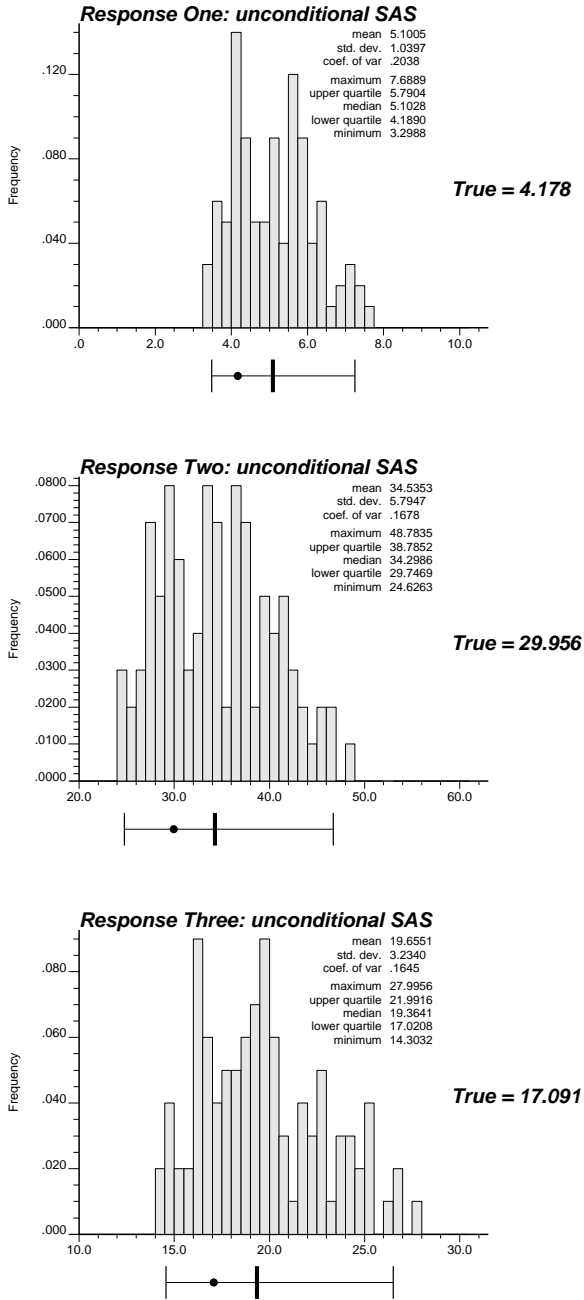 Response One: unconditional SAS
mean 5.1005
std. dev. 1.0397
coef. of var .2038
maximum 7.6889
upper quartile 5.7904
median 5.1028
lower quartile 4.1890
minimum 3.2988
Frequency
.120
.080
.040
.000
.0 2.0 4.0 6.0 8.0 10.0
True = 4.178
Response Two: unconditional SAS
mean 34.5353
std. dev. 5.7947
coef. of var .1678
maximum 48.7835
upper quartile 38.7852
median 34.2986
lower quartile 29.7469
minimum 24.6263
Frequency
.0800
.0700
.0600
.0500
.0400
.0300
.0200
.0100
.0000
20.0 30.0 40.0 50.0 60.0
True = 29.956
Response Three: unconditional SAS
mean 19.6551
std. dev. 3.2340
coef. of var .1645
maximum 27.9956
upper quartile 21.9916
median 19.3641
lower quartile 17.0208
minimum 14.3032
Frequency
.080
.060
.040
.020
.000
10.0 15.0 20.0 25.0 30.0
True = 17.091